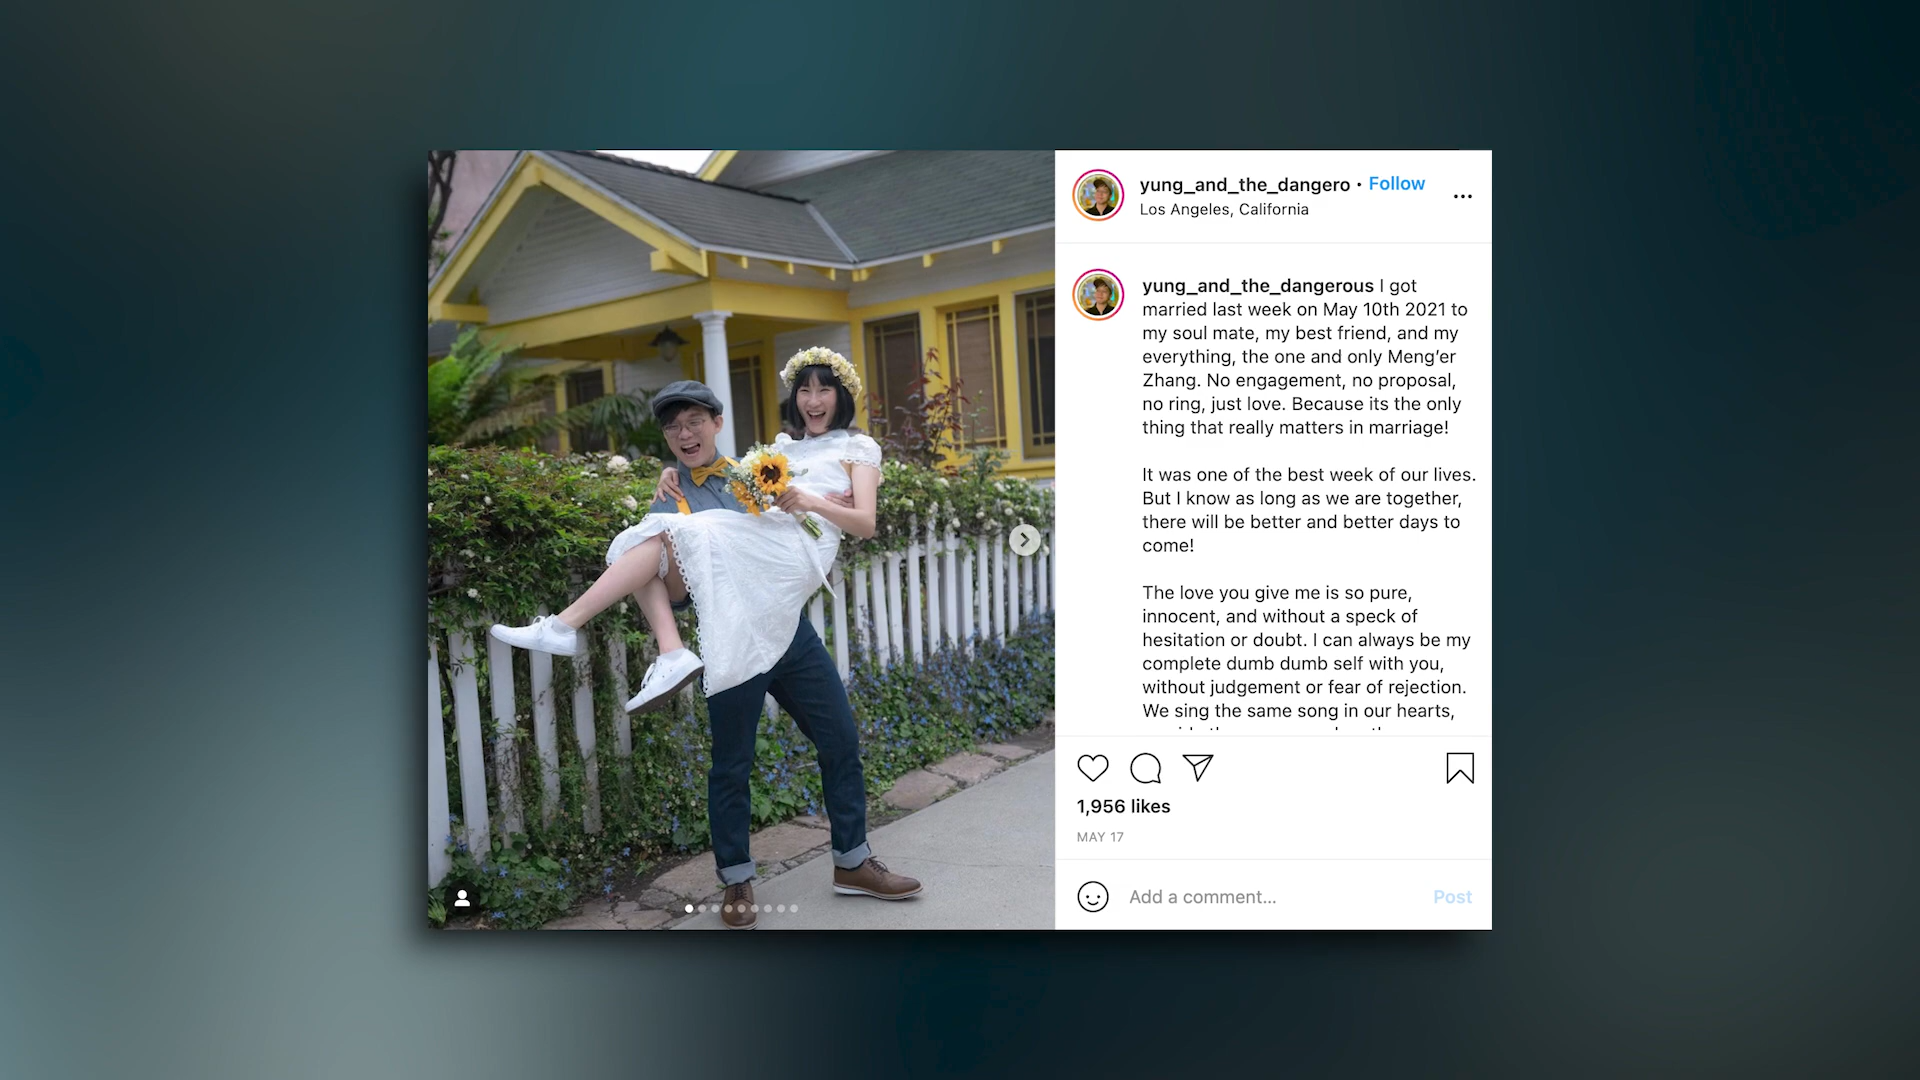 yung_and_the_dangero • Follow
Los Angeles, California
yung_and_the_dangerous I got
married last week on May 10th 2021 to
my soul mate, my best friend, and my
everything, the one and only Meng’er
Zhang. No engagement, no proposal,
no ring, just love. Because its the only
thing that really matters in marriage!
It was one of the best week of our lives.
But I know as long as we are together,
there will be better and better days to
come!
The love you give me is so pure,
innocent, and without a speck of
hesitation or doubt. I can always be my
complete dumb dumb self with you,
without judgement or fear of rejection.
We sing the same song in our hearts,
1,956 likes
MAY 17
Add a comment...
Post